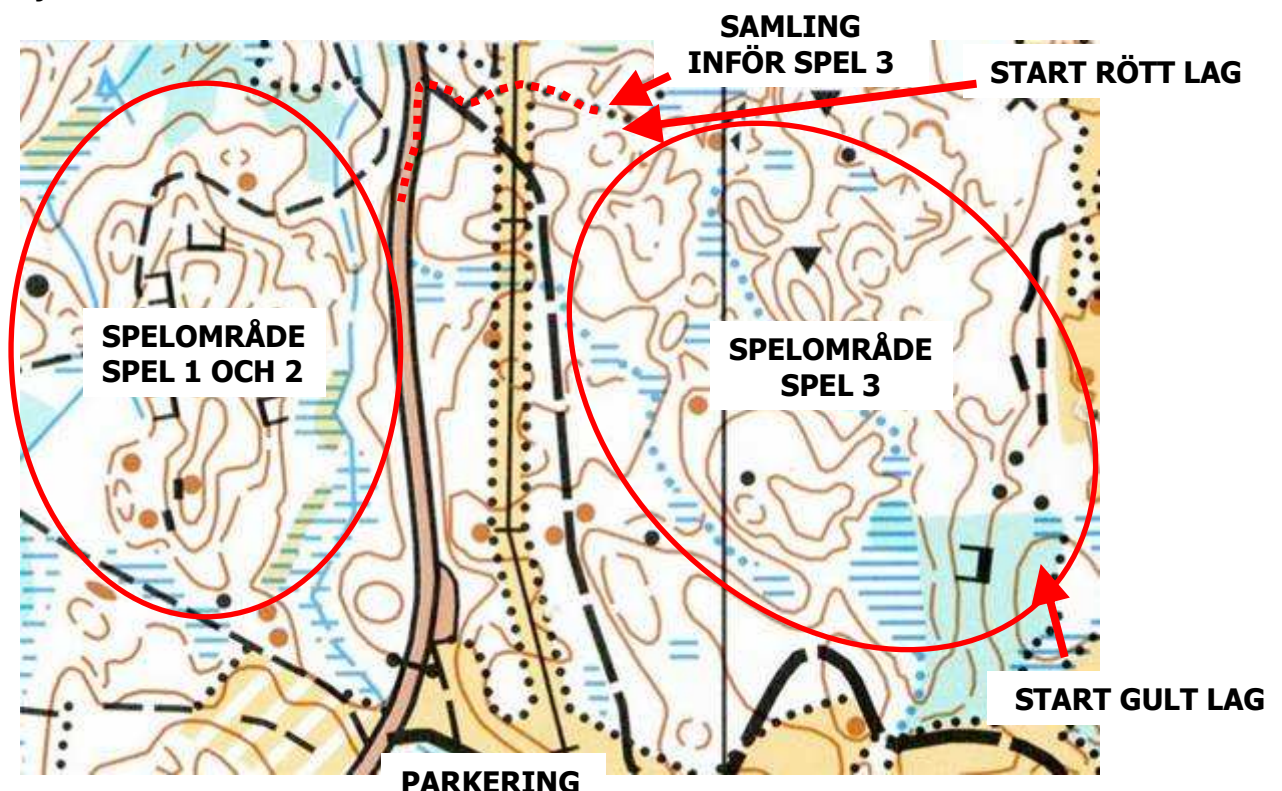 SAMLING
INFÖR SPEL 3
START RÖTT LAG
SPELOMRÅDE
SPEL 1 OCH 2
SPELOMRÅDE
SPEL 3
START GULT LAG
PARKERING